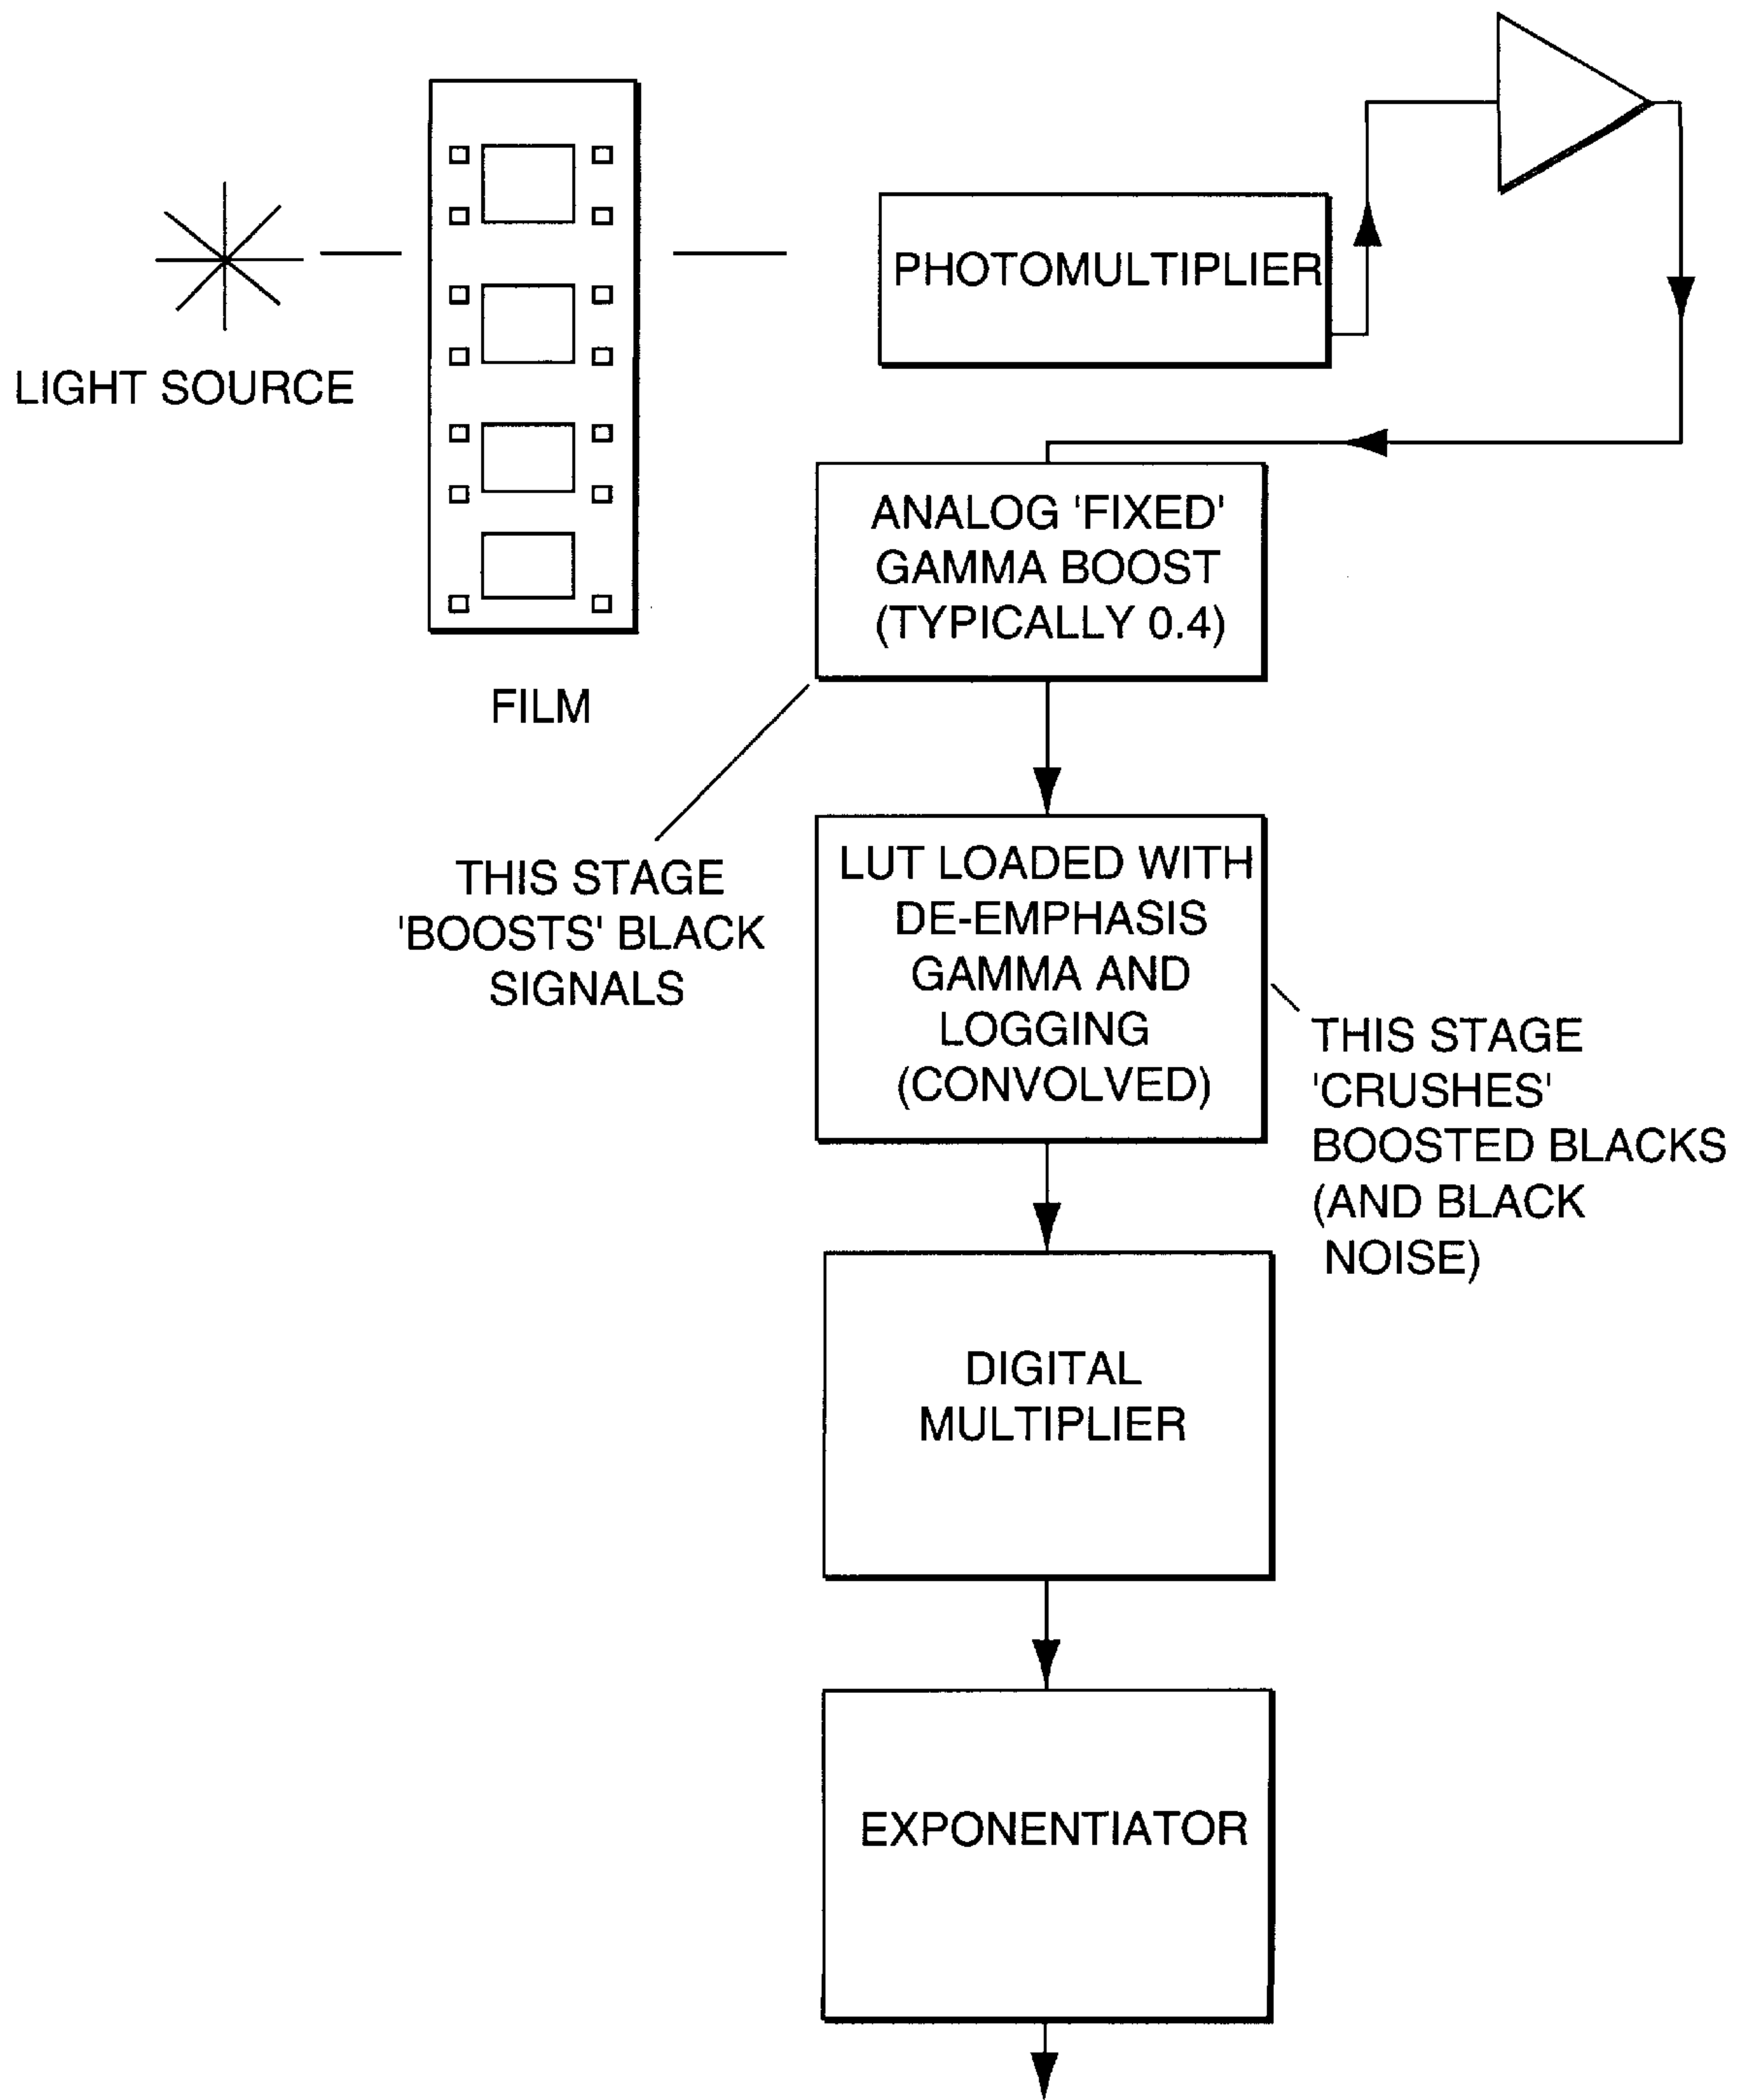 PHOTOMULTIPLIER
LIGHT SOURCE
FILM
ANALOG 'FIXED'
GAMMA BOOST
(TYPICALLY 0.4)
THIS STAGE
'BOOSTS' BLACK
SIGNALS
LUT LOADED WITH
DE-EMPHASIS
GAMMA AND
LOGGING
(CONVOLVED)
THIS STAGE
'CRUSHES'
BOOSTED BLACKS
(AND BLACK
NOISE)
DIGITAL
MULTIPLIER
EXPONENTIATOR